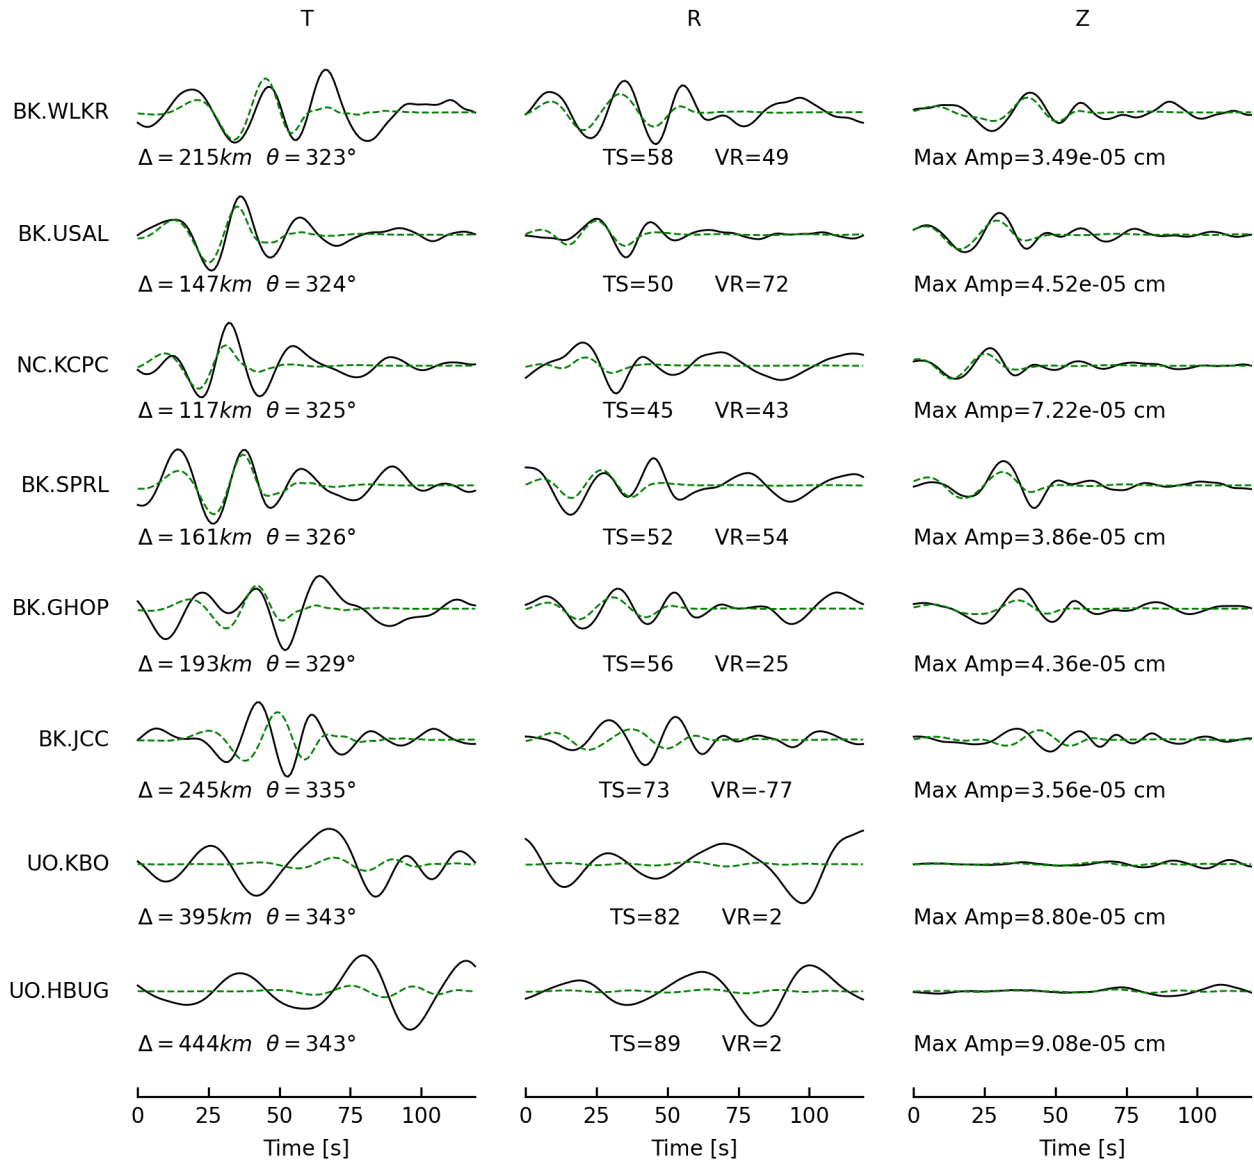 T R Z
BK.WLKR
Δ = 215km θ = 323° TS=58 VR=49 Max Amp=3.49e-05 cm
BK.USAL
Δ = 147km θ = 324° TS=50 VR=72 Max Amp=4.52e-05 cm
NC.KCPC
Δ = 117km θ = 325° TS=45 VR=43 Max Amp=7.22e-05 cm
BK.SPRL
Δ = 161km θ = 326° TS=52 VR=54 Max Amp=3.86e-05 cm
BK.GHOP
Δ = 193km θ = 329° TS=56 VR=25 Max Amp=4.36e-05 cm
BK.JCC
Δ = 245km θ = 335° TS=73 VR=-77 Max Amp=3.56e-05 cm
UO.KBO
Δ = 395km θ = 343° TS=82 VR=2 Max Amp=8.80e-05 cm
UO.HBUG
Δ = 444km θ = 343° TS=89 VR=2 Max Amp=9.08e-05 cm
0 25 50 75 100 0 25 50 75 100 0 25 50 75 100
Time [s] Time [s] Time [s]